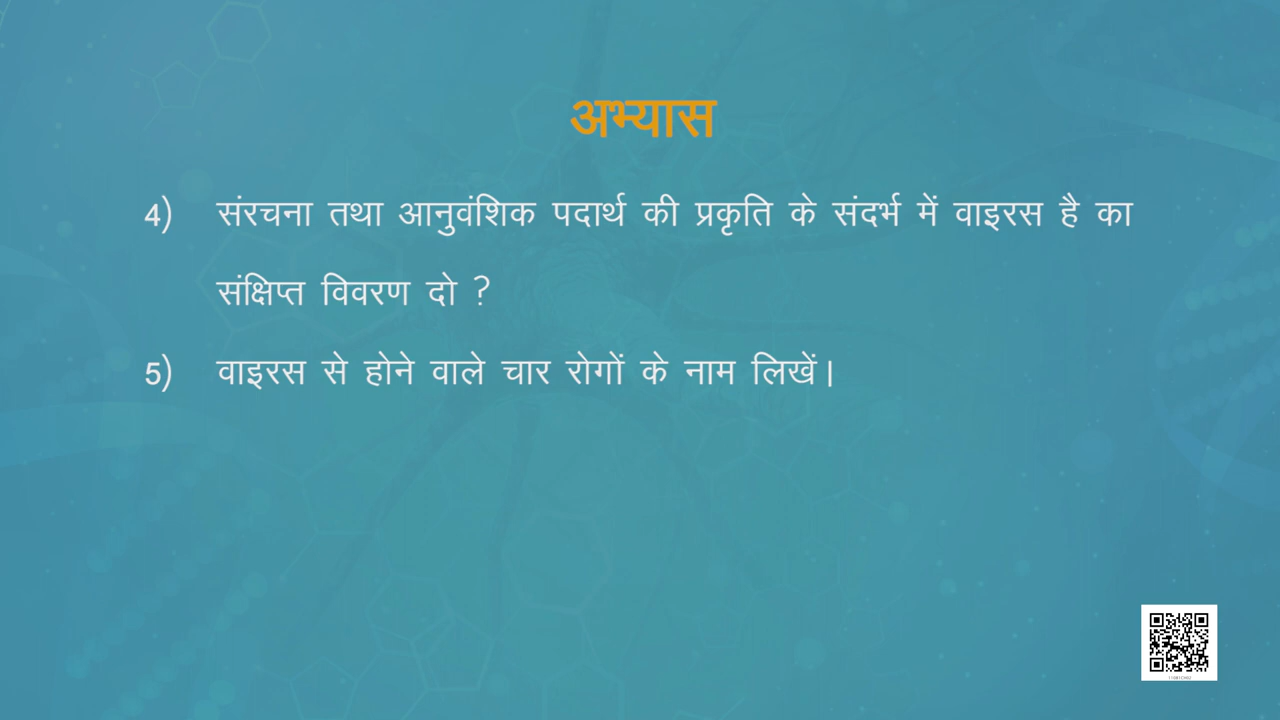 अभ्यास
4) संरचना तथा आनुवंशिक पदार्थ की प्रकृति के संदर्भ में वाइरस है का
संक्षिप्त विवरण दो ?
5) वाइरस से होने वाले चार रोगों के नाम लिखें।